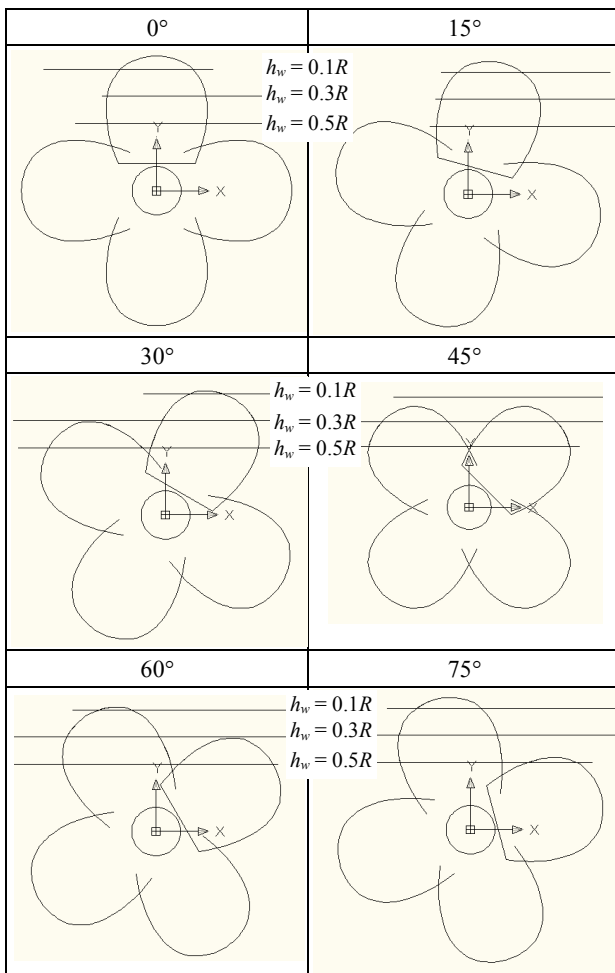 0°
15°
h_w = 0.1R
h_w = 0.3R
h_w = 0.5R
Y
X
Y
X
30°
45°
h_w = 0.1R
h_w = 0.3R
h_w = 0.5R
Y
X
Y
X
60°
75°
h_w = 0.1R
h_w = 0.3R
h_w = 0.5R
Y
X
Y
X